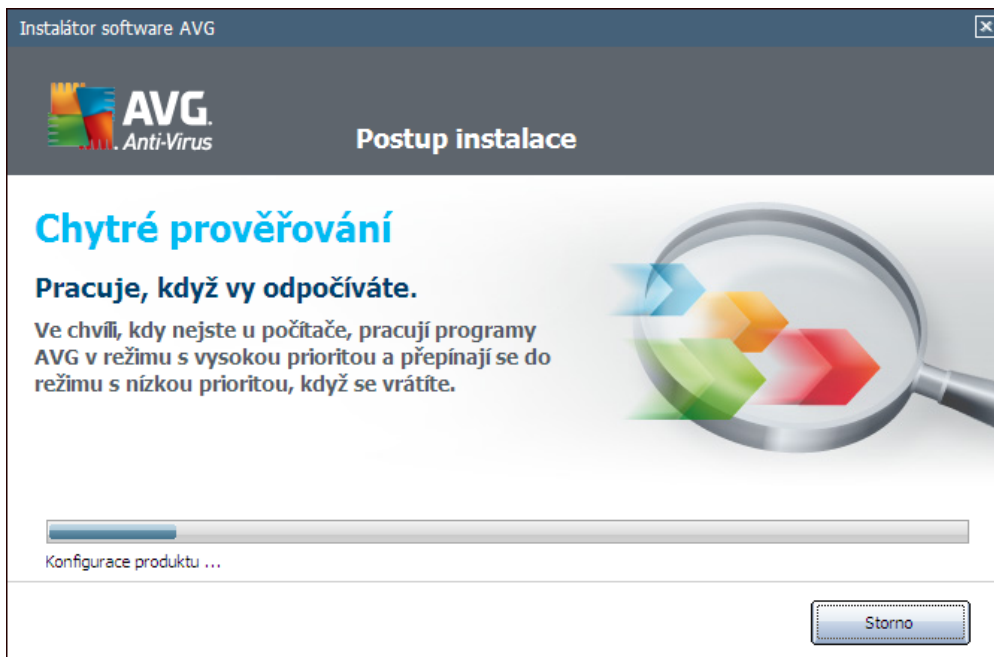 Instalátor software AVG
AVG.
Anti-Virus
Postup instalace
Chytré prověřování
Pracuje, když vy odpočíváte.
Ve chvíli, kdy nejste u počítače, pracují programy
AVG v režimu s vysokou prioritou a přepínají se do
režimu s nízkou prioritou, když se vrátíte.
Konfigurace produktu ...
Storno